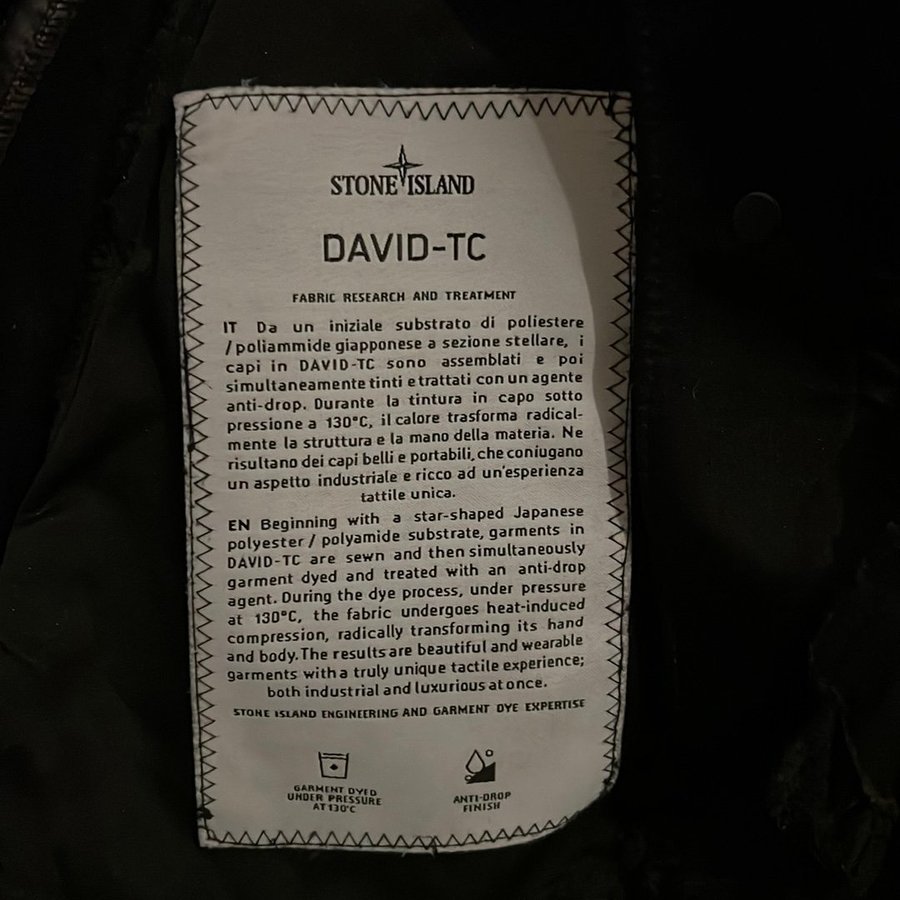 STONE ISLAND
DAVID-TC
FABRIC RESEARCH AND TREATMENT
IT Da un iniziale substrato di poliestere
/poliammide giapponese a sezione stellare, i
capi in DAVID-TC sono assemblati e poi
simultaneamente tinti e trattati con un agente
anti-drop. Durante la tintura in capo sotto
pressione a 130°C, il calore trasforma radical-
mente la struttura e la mano della materia. Ne
risultano dei capi belli e portabili, che coniugano
un aspetto industriale e ricco ad un'esperienza
tattile unica.
EN Beginning with a star-shaped Japanese
polyester / polyamide substrate, garments in
DAVID-TC are sewn and then simultaneously
garment dyed and treated with an anti-drop
agent. During the dye process, under pressure
at 130°C, the fabric undergoes heat-induced
compression, radically transforming its hand
and body. The results are beautiful and wearable
garments with a truly unique tactile experience;
both industrial and luxurious at once.
STONE ISLAND ENGINEERING AND GARMENT DYE EXPERTISE
GARMENT DYED
UNDER PRESSURE
AT 130°C
ANTI-DROP
FINISH